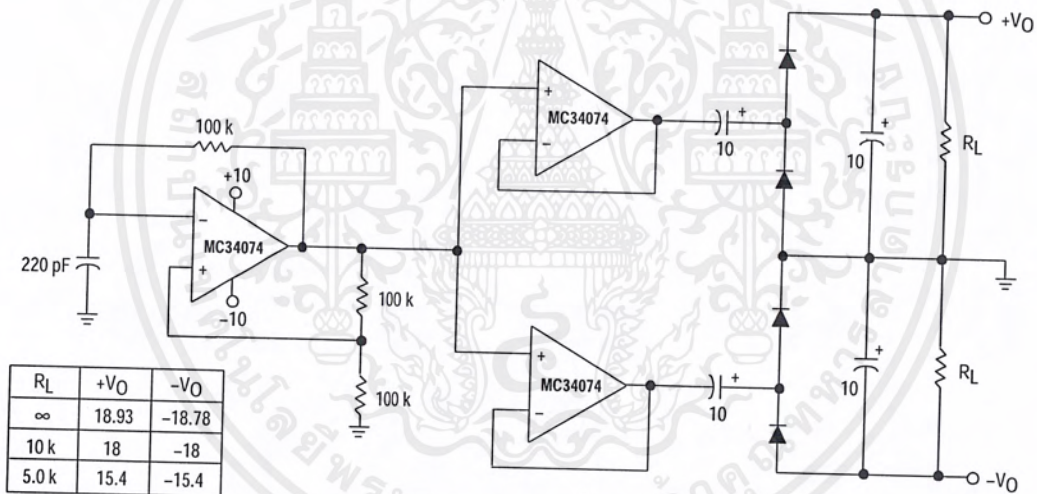 +VO
100 k
+10
MC34074
+
−
+
10
+
10
RL
−
MC34074
+
−10
220 pF
100 k
100 k
+
MC34074
−
+
10
+
10
RL
−VO
RL +VO −VO
∞ 18.93 −18.78
10 k 18 −18
5.0 k 15.4 −15.4